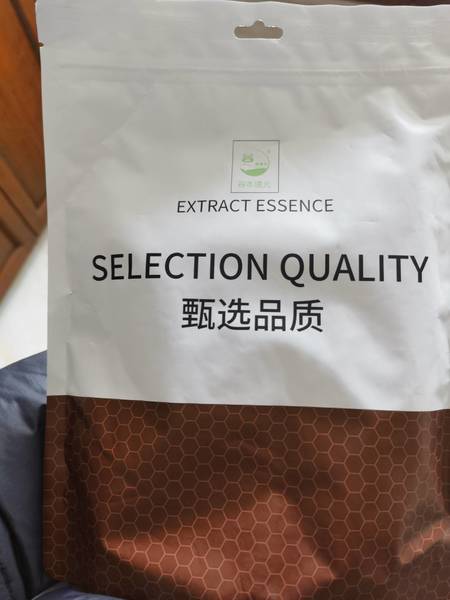 EXTRACT ESSENCE
SELECTION QUALITY
甄选品质